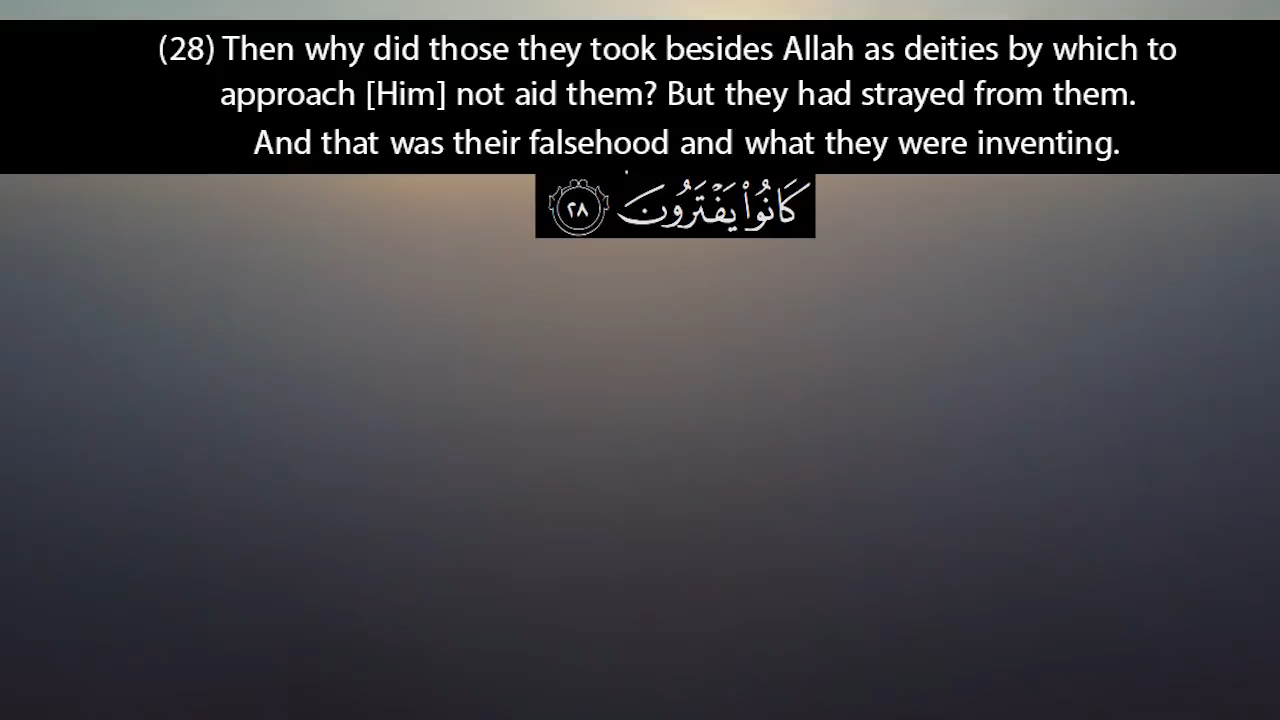 (28) Then why did those they took besides Allah as deities by which to
approach [Him] not aid them? But they had strayed from them.
And that was their falsehood and what they were inventing.
كَانُوا۟ يَفْتَرُونَ ٢٨